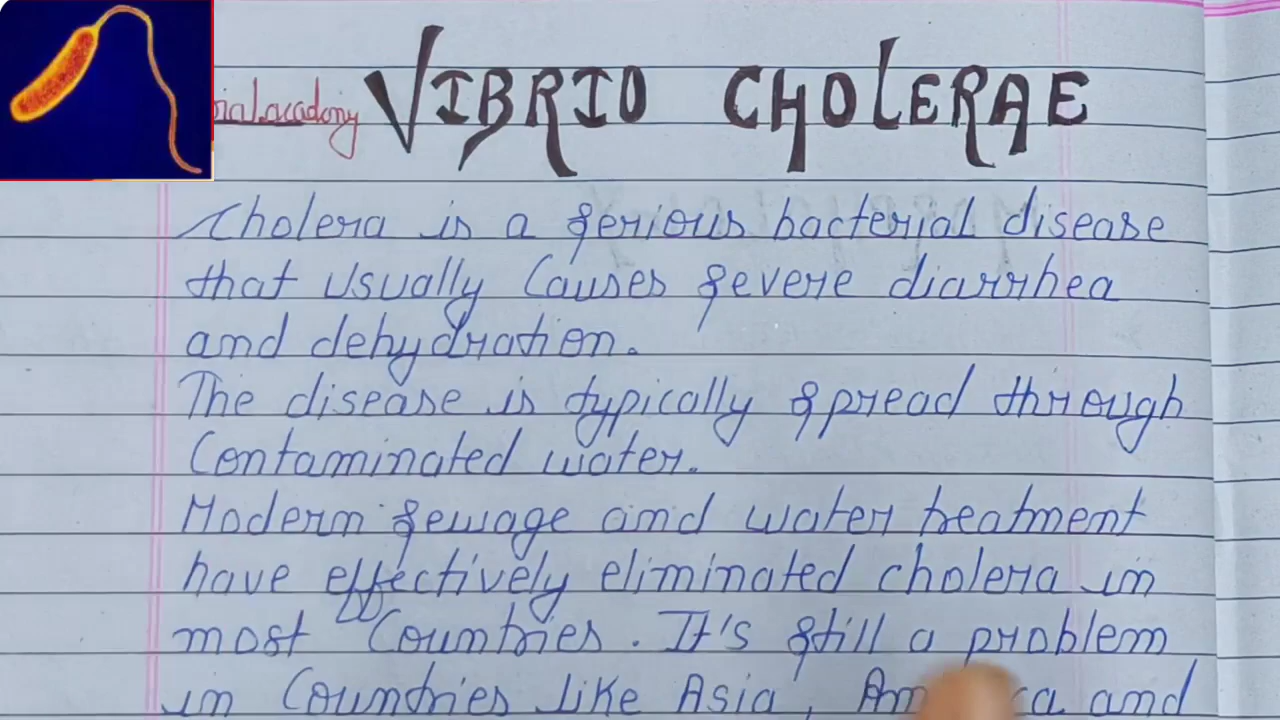 VIBRIO CHOLERAE
Cholera is a serious bacterial disease
that usually Causes severe diarrhea
and dehydration.
The disease is typically spread through
Contaminated water.
Modern sewage and water treatment
have effectively eliminated cholera in
most Countries. It's still a problem
in Countries like Asia, and